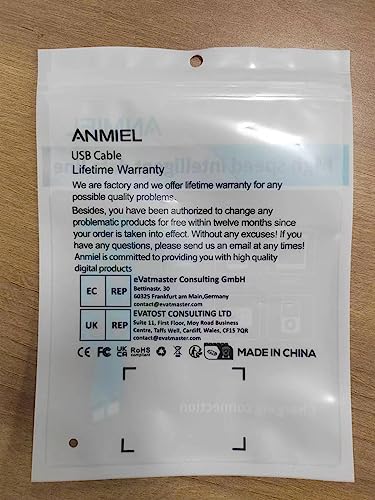 ANMIEL
USB Cable
Lifetime Warranty
We are factory and we offer lifetime warranty for any
possible quality problems.
Besides, you have been authorized to change any
problematic products for free within twelve months since
your order is taken into effect. Without any excuses! If you
have any questions, please send us an email at any times!
Anmiel is committed to providing you with high quality
digital products
EC REP
eVatmaster Consulting GmbH
Bettinastr. 30
60325 Frankfurt am Main,Germany
contact@evatmaster.com
UK REP
EVATOST CONSULTING LTD
Suite 11, First Floor, Moy Road Business
Centre, Taffs Well, Cardiff, Wales, CF15 7QR
contact@evatmaster.com
CE FC UK CA RoHS MADE IN CHINA